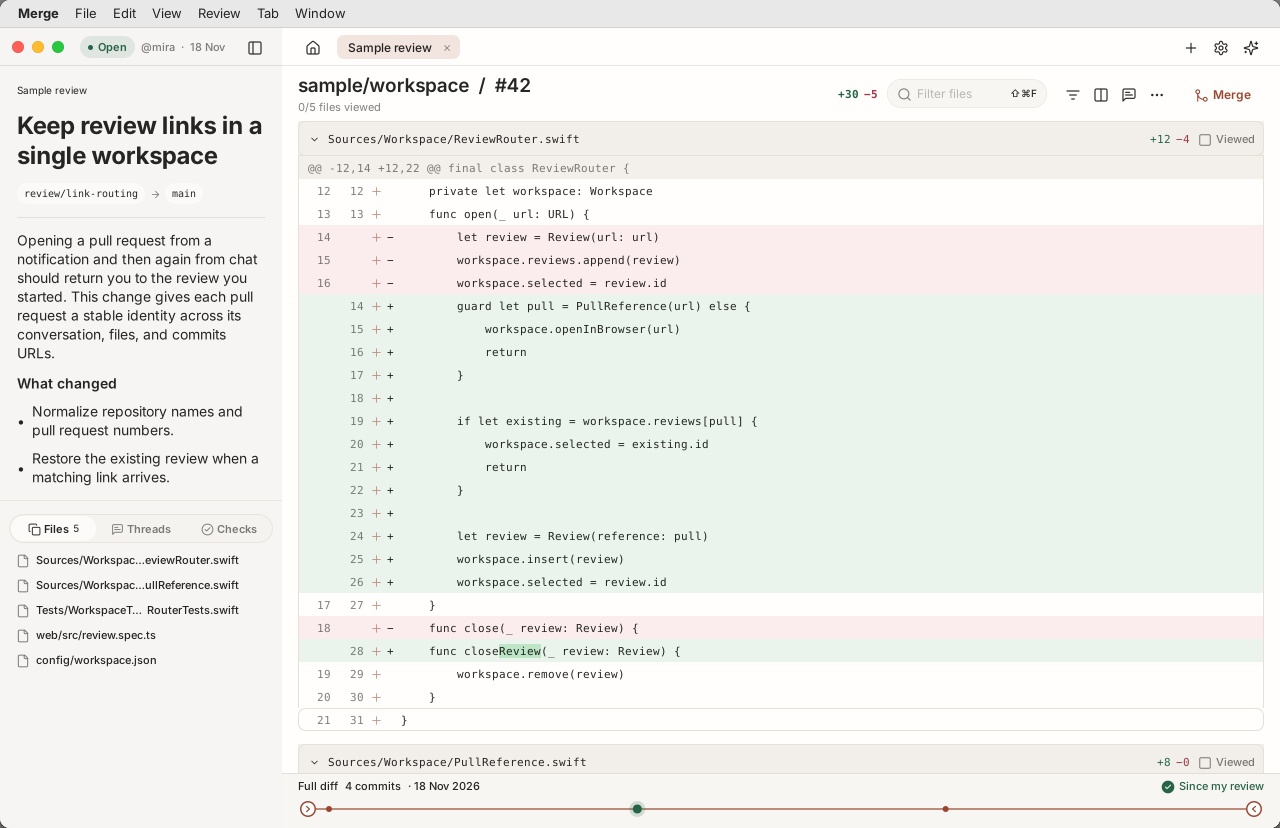 Merge File Edit View Review Tab Window
Open @mira · 18 Nov
Sample review ×
Sample review
Keep review links in a
single workspace
review/link-routing → main
Opening a pull request from a
notification and then again from chat
should return you to the review you
started. This change gives each pull
request a stable identity across its
conversation, files, and commits
URLs.
What changed
• Normalize repository names and
pull request numbers.
• Restore the existing review when a
matching link arrives.
Files 5 Threads Checks
Sources/Workspac...eviewRouter.swift
Sources/Workspac...ullReference.swift
Tests/WorkspaceT... RouterTests.swift
web/src/review.spec.ts
config/workspace.json
sample/workspace / #42
0/5 files viewed
+30 −5 Filter files ⇧⌘F Merge
Sources/Workspace/ReviewRouter.swift +12 −4 Viewed
@@ -12,14 +12,22 @@ final class ReviewRouter {
12 12 + private let workspace: Workspace
13 13 + func open(_ url: URL) {
14 + − let review = Review(url: url)
15 + − workspace.reviews.append(review)
16 + − workspace.selected = review.id
14 + + guard let pull = PullReference(url) else {
15 + + workspace.openInBrowser(url)
16 + + return
17 + + }
18 + +
19 + + if let existing = workspace.reviews[pull] {
20 + + workspace.selected = existing.id
21 + + return
22 + + }
23 + +
24 + + let review = Review(reference: pull)
25 + + workspace.insert(review)
26 + + workspace.selected = review.id
17 27 + }
18 + − func close(_ review: Review) {
28 + + func closeReview(_ review: Review) {
19 29 + workspace.remove(review)
20 30 + }
21 31 + }
Sources/Workspace/PullReference.swift +8 −0 Viewed
Full diff 4 commits · 18 Nov 2026 Since my review